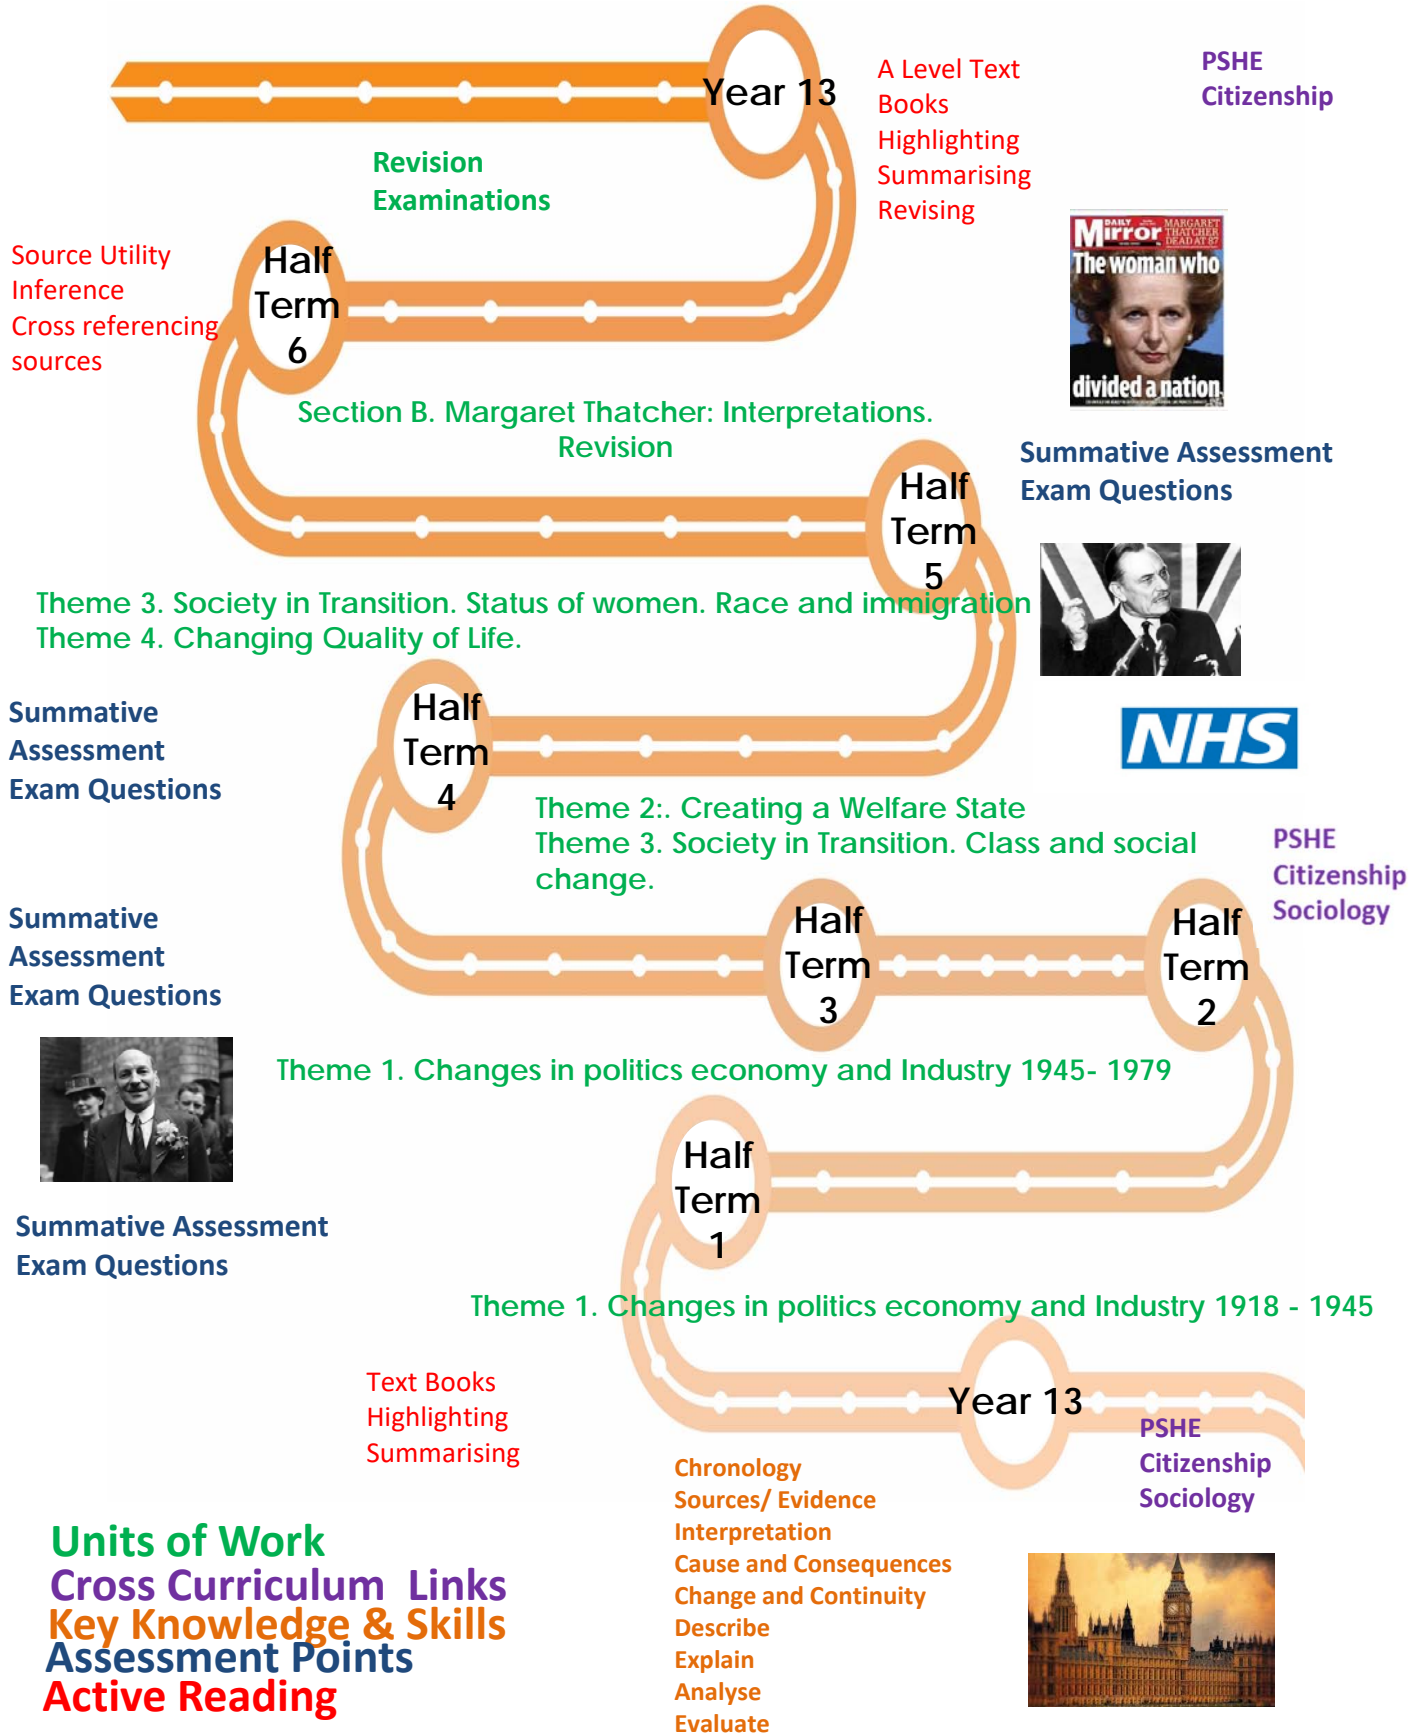 Year 13
A Level Text
Books
Highlighting
Summarising
Revising
PSHE
Citizenship
Revision
Examinations
DAILY
Mirror
MARGARET
THATCHER
DEAD AT 87
The woman who
divided a nation
Source Utility
Inference
Cross referencing
sources
Half
Term
6
Section B. Margaret Thatcher: Interpretations.
Revision
Summative Assessment
Exam Questions
Half
Term
5
Theme 3. Society in Transition. Status of women. Race and immigration
Theme 4. Changing Quality of Life.
Summative
Assessment
Exam Questions
Half
Term
4
NHS
Theme 2:. Creating a Welfare State
Theme 3. Society in Transition. Class and social
change.
PSHE
Citizenship
Sociology
Summative
Assessment
Exam Questions
Half
Term
3
Half
Term
2
Theme 1. Changes in politics economy and Industry 1945- 1979
Half
Term
1
Summative Assessment
Exam Questions
Theme 1. Changes in politics economy and Industry 1918 - 1945
Text Books
Highlighting
Summarising
Year 13
PSHE
Citizenship
Sociology
Chronology
Sources/ Evidence
Interpretation
Cause and Consequences
Change and Continuity
Describe
Explain
Analyse
Evaluate
Units of Work
Cross Curriculum Links
Key Knowledge & Skills
Assessment Points
Active Reading